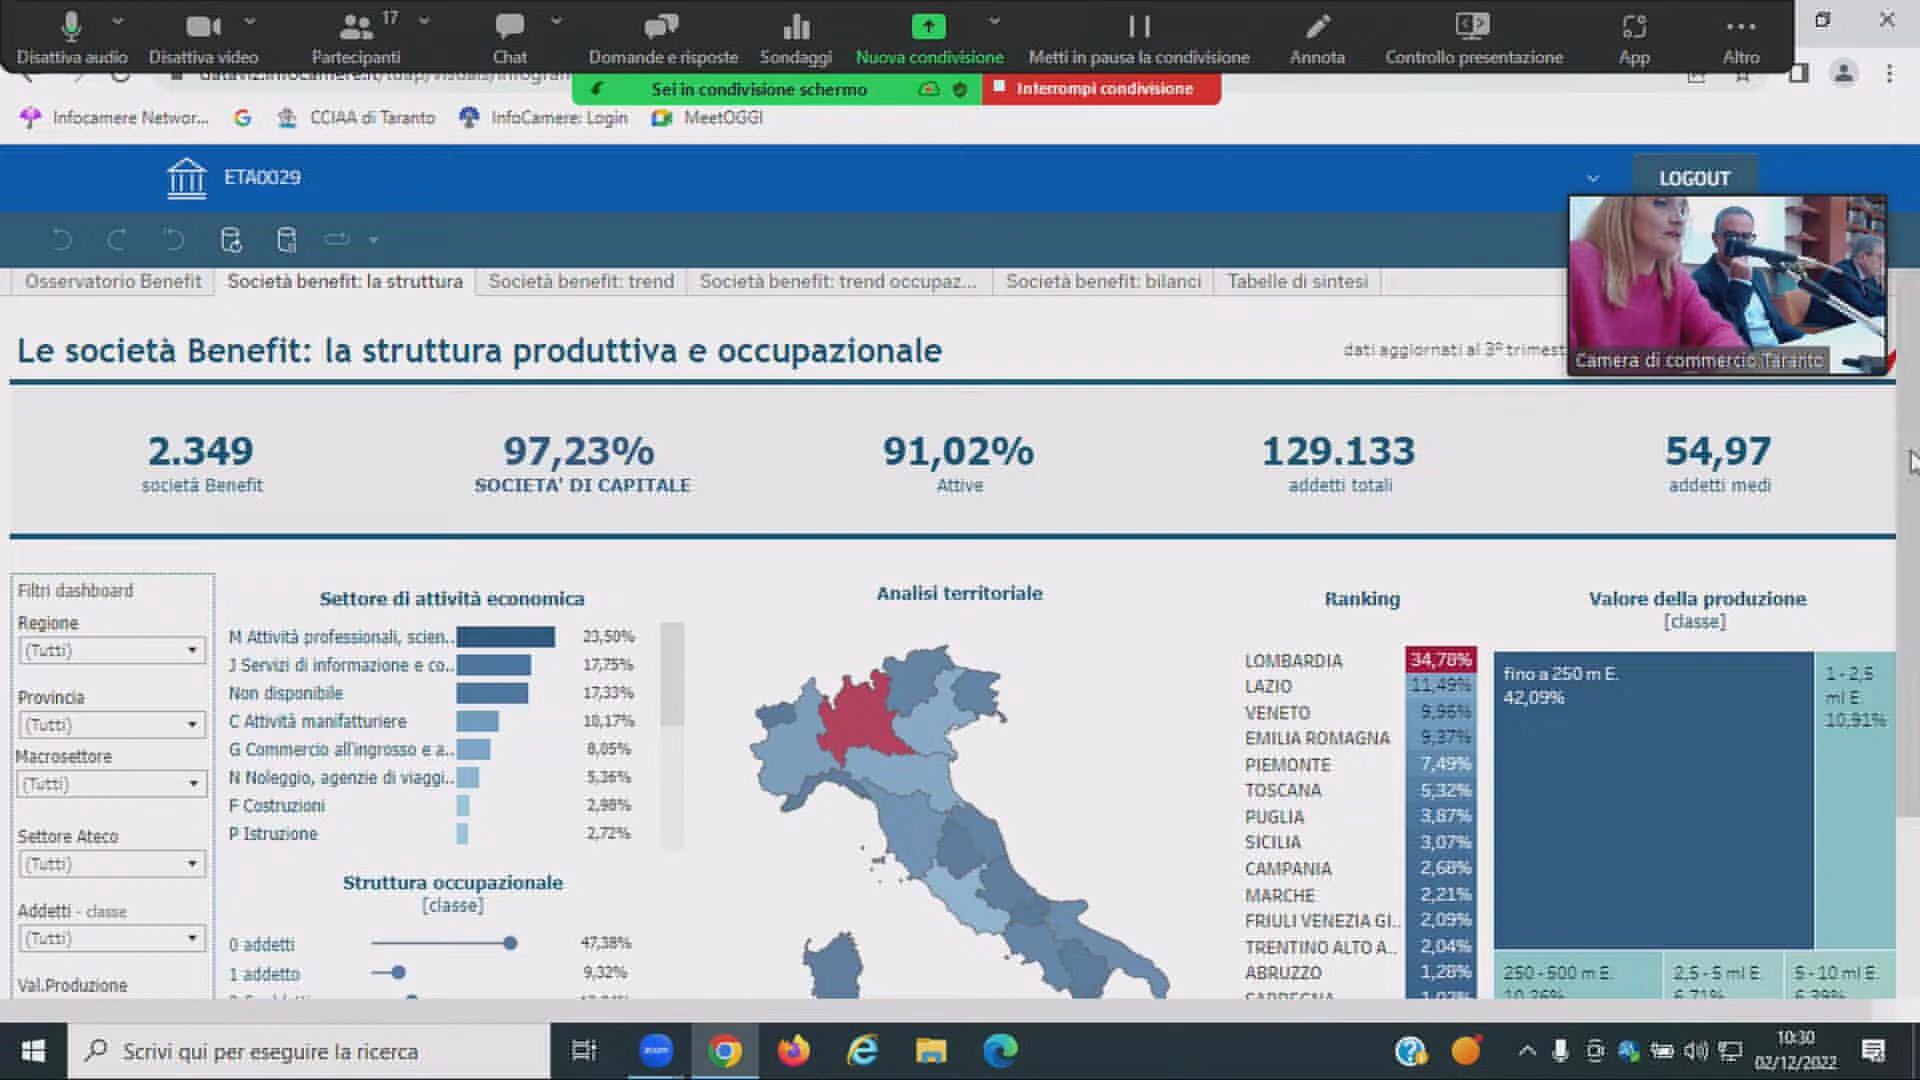 17
Disattiva audio
Disattiva video
Partecipanti
Chat
Domande e risposte
Sondaggi
Nuova condivisione
Metti in pausa la condivisione
Annota
Controllo presentazione
App
Altro
Sei in condivisione schermo
Interrompi condivisione
Infocamere Networ...
CCIAA di Taranto
InfoCamere: Login
MeetOGGI
ETA0029
LOGOUT
Osservatorio Benefit
Società benefit: la struttura
Società benefit: trend
Società benefit: trend occupaz...
Società benefit: bilanci
Tabelle di sintesi
Le società Benefit: la struttura produttiva e occupazionale
dati aggiornati al 3º trimest
Camera di commercio Taranto
2.349
società Benefit
97,23%
SOCIETA' DI CAPITALE
91,02%
Attive
129.133
addetti totali
54,97
addetti medi
Filtri dashboard
Regione
(Tutti)
Provincia
(Tutti)
Macrosettore
(Tutti)
Settore Ateco
(Tutti)
Addetti - classe
(Tutti)
Val.Produzione
Settore di attività economica
M Attività professionali, scien.. 23,50%
J Servizi di informazione e co.. 17,75%
Non disponibile 17,33%
C Attività manifatturiere 10,17%
G Commercio all'ingrosso e a.. 8,05%
N Noleggio, agenzie di viaggi.. 5,36%
F Costruzioni 2,98%
P Istruzione 2,72%
Struttura occupazionale
[classe]
0 addetti 47,38%
1 addetto 9,32%
Analisi territoriale
Ranking
LOMBARDIA 34,78%
LAZIO 11,49%
VENETO 9,96%
EMILIA ROMAGNA 9,37%
PIEMONTE 7,49%
TOSCANA 5,32%
PUGLIA 3,87%
SICILIA 3,07%
CAMPANIA 2,68%
MARCHE 2,21%
FRIULI VENEZIA GI.. 2,09%
TRENTINO ALTO A.. 2,04%
ABRUZZO 1,28%
Valore della produzione
[classe]
fino a 250 m E.
42,09%
1 - 2,5
ml E.
10,91%
250 - 500 m E.
2,5 - 5 ml E.
5 - 10 ml E.
Scrivi qui per eseguire la ricerca
zoom
10:30
02/12/2022